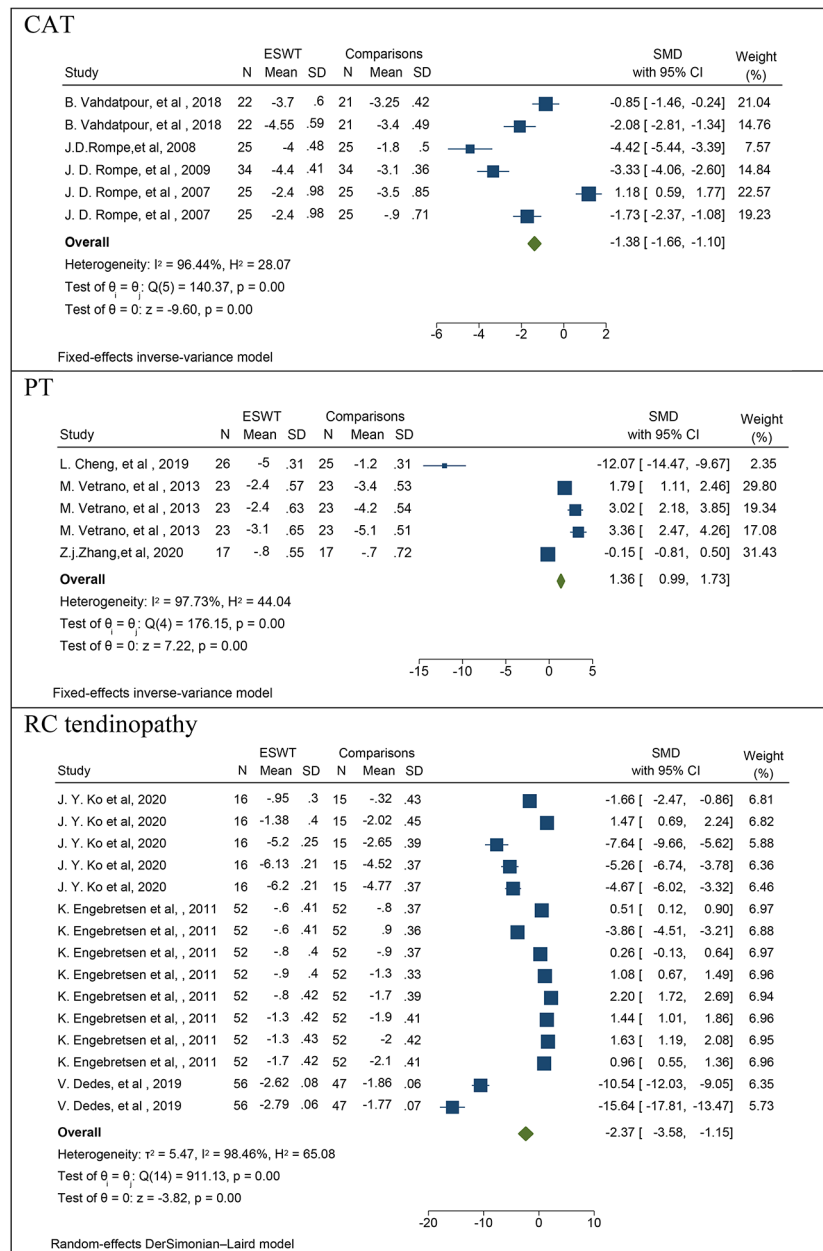 CAT
ESWT Comparisons SMD Weight
Study N Mean SD N Mean SD with 95% CI (%)
B. Vahdatpour, et al , 2018 22 -3.7 .6 21 -3.25 .42 -0.85 [ -1.46, -0.24] 21.04
B. Vahdatpour, et al , 2018 22 -4.55 .59 21 -3.4 .49 -2.08 [ -2.81, -1.34] 14.76
J.D.Rompe,et al, 2008 25 -4 .48 25 -1.8 .5 -4.42 [ -5.44, -3.39] 7.57
J. D. Rompe, et al, 2009 34 -4.4 .41 34 -3.1 .36 -3.33 [ -4.06, -2.60] 14.84
J. D. Rompe, et al, 2007 25 -2.4 .98 25 -3.5 .85 1.18 [ 0.59, 1.77] 22.57
J. D. Rompe, et al, 2007 25 -2.4 .98 25 -.9 .71 -1.73 [ -2.37, -1.08] 19.23
Overall -1.38 [ -1.66, -1.10]
Heterogeneity: I² = 96.44%, H² = 28.07
Test of θi = θj: Q(5) = 140.37, p = 0.00
Test of θ = 0: z = -9.60, p = 0.00
-6 -4 -2 0 2
Fixed-effects inverse-variance model
PT
ESWT Comparisons SMD Weight
Study N Mean SD N Mean SD with 95% CI (%)
L. Cheng, et al , 2019 26 -5 .31 25 -1.2 .31 -12.07 [ -14.47, -9.67] 2.35
M. Vetrano, et al, 2013 23 -2.4 .57 23 -3.4 .53 1.79 [ 1.11, 2.46] 29.80
M. Vetrano, et al, 2013 23 -2.4 .63 23 -4.2 .54 3.02 [ 2.18, 3.85] 19.34
M. Vetrano, et al, 2013 23 -3.1 .65 23 -5.1 .51 3.36 [ 2.47, 4.26] 17.08
Z.j.Zhang,et al, 2020 17 -.8 .55 17 -.7 .72 -0.15 [ -0.81, 0.50] 31.43
Overall 1.36 [ 0.99, 1.73]
Heterogeneity: I² = 97.73%, H² = 44.04
Test of θi = θj: Q(4) = 176.15, p = 0.00
Test of θ = 0: z = 7.22, p = 0.00
-15 -10 -5 0 5
Fixed-effects inverse-variance model
RC tendinopathy
ESWT Comparisons SMD Weight
Study N Mean SD N Mean SD with 95% CI (%)
J. Y. Ko et al, 2020 16 -.95 .3 15 -.32 .43 -1.66 [ -2.47, -0.86] 6.81
J. Y. Ko et al, 2020 16 -1.38 .4 15 -2.02 .45 1.47 [ 0.69, 2.24] 6.82
J. Y. Ko et al, 2020 16 -5.2 .25 15 -2.65 .39 -7.64 [ -9.66, -5.62] 5.88
J. Y. Ko et al, 2020 16 -6.13 .21 15 -4.52 .37 -5.26 [ -6.74, -3.78] 6.36
J. Y. Ko et al, 2020 16 -6.2 .21 15 -4.77 .37 -4.67 [ -6.02, -3.32] 6.46
K. Engebretsen et al, , 2011 52 -.6 .41 52 -.8 .37 0.51 [ 0.12, 0.90] 6.97
K. Engebretsen et al, , 2011 52 -.6 .41 52 .9 .36 -3.86 [ -4.51, -3.21] 6.88
K. Engebretsen et al, , 2011 52 -.8 .4 52 -.9 .37 0.26 [ -0.13, 0.64] 6.97
K. Engebretsen et al, , 2011 52 -.9 .4 52 -1.3 .33 1.08 [ 0.67, 1.49] 6.96
K. Engebretsen et al, , 2011 52 -.8 .42 52 -1.7 .39 2.20 [ 1.72, 2.69] 6.94
K. Engebretsen et al, , 2011 52 -1.3 .42 52 -1.9 .41 1.44 [ 1.01, 1.86] 6.96
K. Engebretsen et al, , 2011 52 -1.3 .43 52 -2 .42 1.63 [ 1.19, 2.08] 6.95
K. Engebretsen et al, , 2011 52 -1.7 .42 52 -2.1 .41 0.96 [ 0.55, 1.36] 6.96
V. Dedes, et al , 2019 56 -2.62 .08 47 -1.86 .06 -10.54 [ -12.03, -9.05] 6.35
V. Dedes, et al , 2019 56 -2.79 .06 47 -1.77 .07 -15.64 [ -17.81, -13.47] 5.73
Overall -2.37 [ -3.58, -1.15]
Heterogeneity: τ² = 5.47, I² = 98.46%, H² = 65.08
Test of θi = θj: Q(14) = 911.13, p = 0.00
Test of θ = 0: z = -3.82, p = 0.00
-20 -10 0 10
Random-effects DerSimonian–Laird model